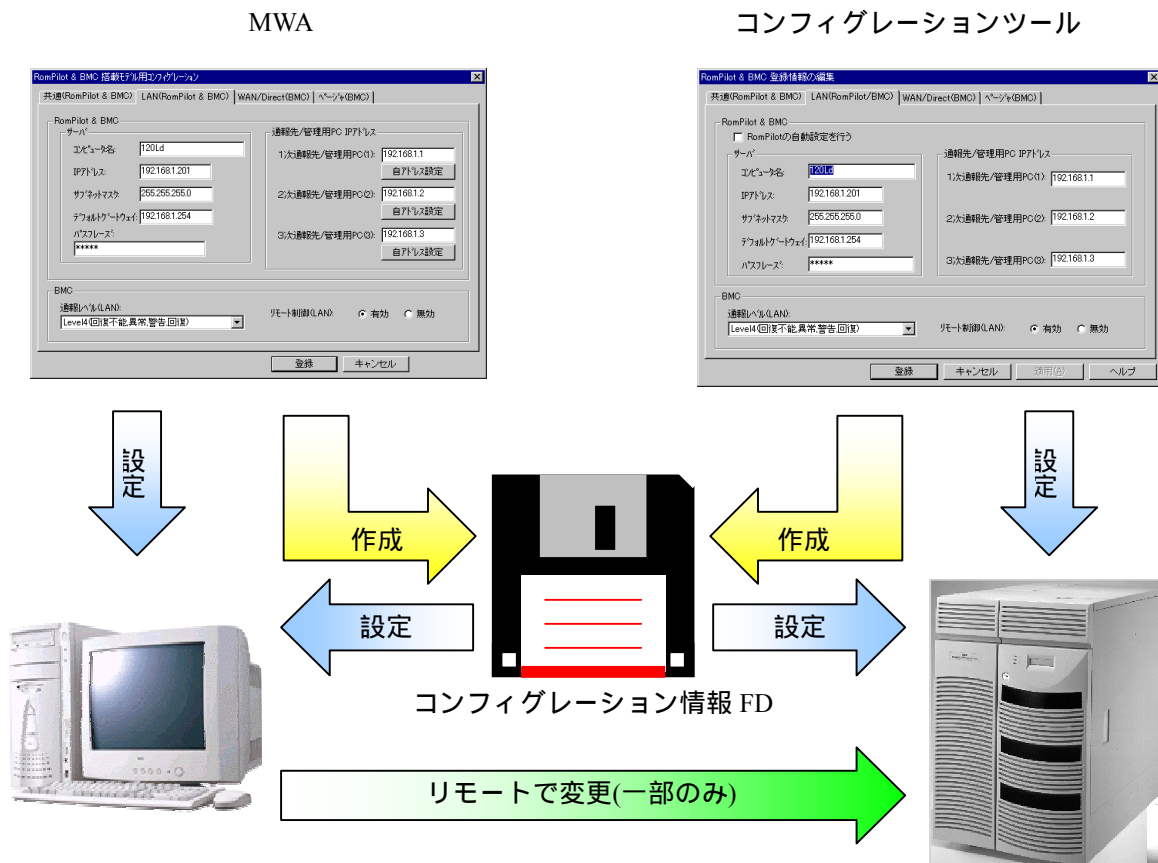 MWA
コンフィグレーションツール
RomPilot & BMC 搭載モデル用コンフィグレーション
共通(RomPilot & BMC)
LAN(RomPilot & BMC)
WAN/Direct(BMC)
ページャ(BMC)
RomPilot & BMC
サーバ
コンピュータ名:
120Ld
IPアドレス:
192.168.1.201
サブネットマスク:
255.255.255.0
デフォルトゲートウェイ:
192.168.1.254
パスフレーズ:
*****
通報先/管理用PC IPアドレス
1次通報先/管理用PC(1):
192.168.1.1
自アドレス設定
2次通報先/管理用PC(2):
192.168.1.2
自アドレス設定
3次通報先/管理用PC(3):
192.168.1.3
自アドレス設定
BMC
通報レベル(LAN):
Level4(回復不能,異常,警告,回復)
リモート制御(LAN):
有効
無効
登録
キャンセル
RomPilot & BMC 登録情報の編集
共通(RomPilot & BMC)
LAN(RomPilot/BMC)
WAN/Direct(BMC)
ページャ(BMC)
RomPilot & BMC
RomPilotの自動設定を行う
サーバ
コンピュータ名:
120Ld
IPアドレス:
192.168.1.201
サブネットマスク:
255.255.255.0
デフォルトゲートウェイ:
192.168.1.254
パスフレーズ:
*****
通報先/管理用PC IPアドレス
1次通報先/管理用PC(1):
192.168.1.1
2次通報先/管理用PC(2):
192.168.1.2
3次通報先/管理用PC(3):
192.168.1.3
BMC
通報レベル(LAN):
Level4(回復不能,異常,警告,回復)
リモート制御(LAN):
有効
無効
登録
キャンセル
適用(A)
ヘルプ
設定
作成
作成
設定
設定
設定
コンフィグレーション情報 FD
リモートで変更(一部のみ)